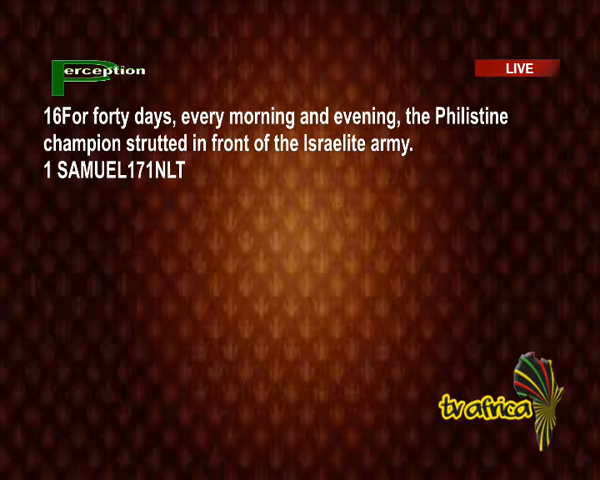 Perception
LIVE
16For forty days, every morning and evening, the Philistine
champion strutted in front of the Israelite army.
1 SAMUEL171NLT
tv africa